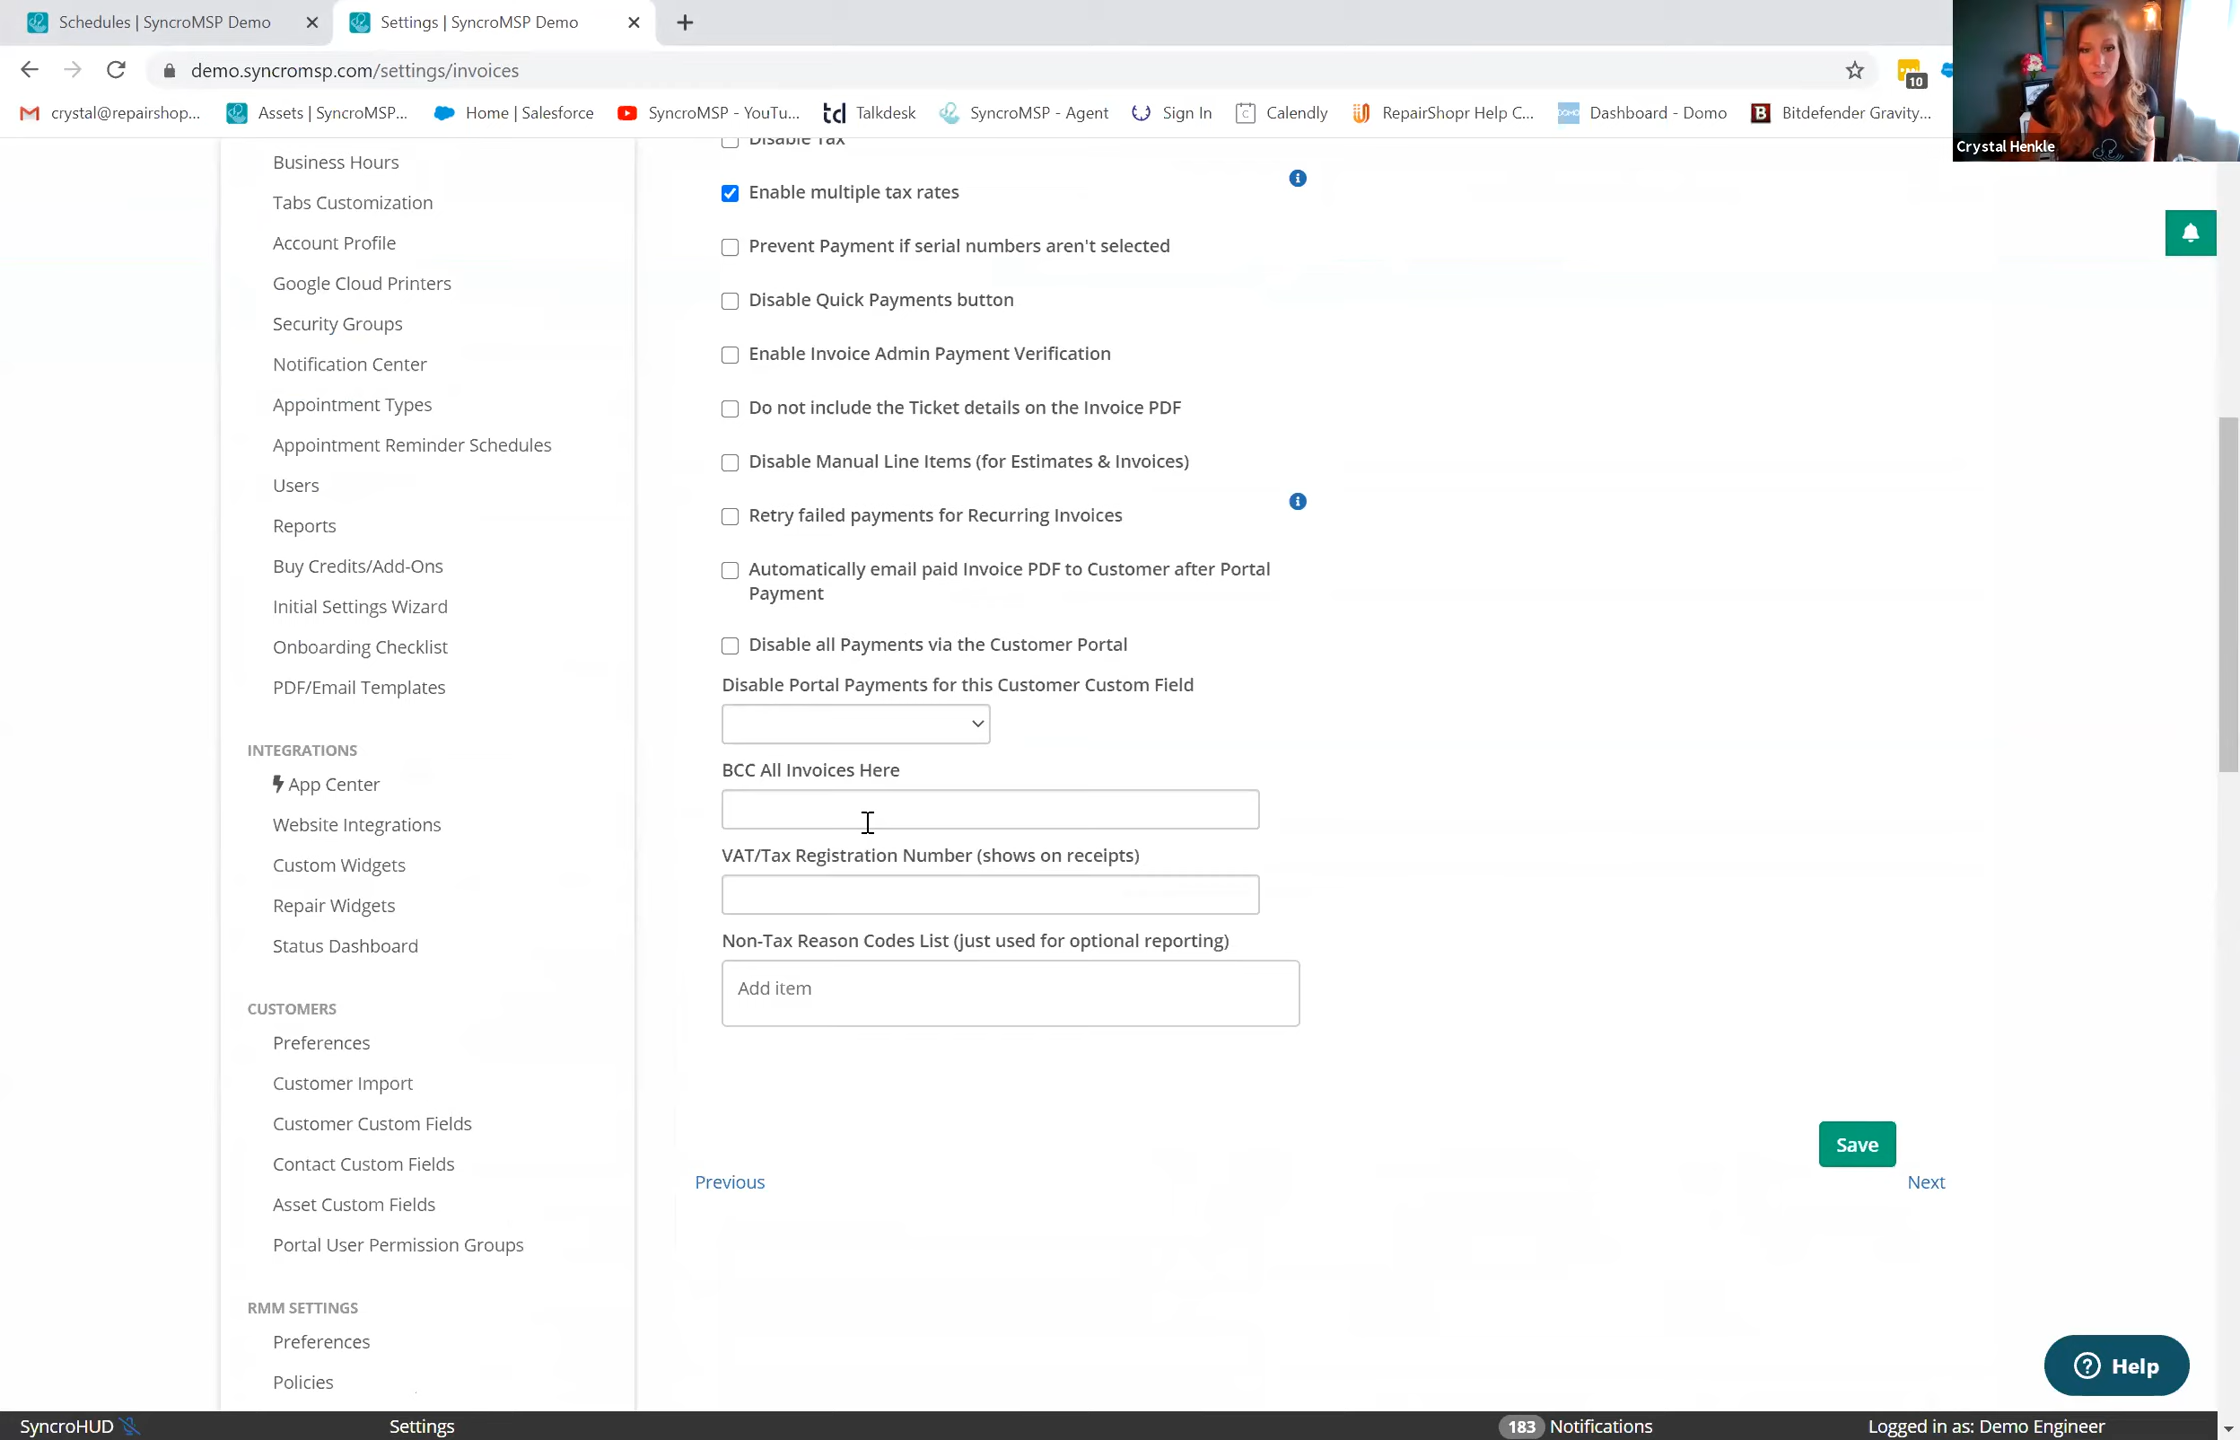 Schedules | SyncroMSP Demo
Settings | SyncroMSP Demo
demo.syncromsp.com/settings/invoices
10
crystal@repairshop...
Assets | SyncroMSP...
Home | Salesforce
SyncroMSP - YouTu...
td Talkdesk
SyncroMSP - Agent
Sign In
Calendly
RepairShopr Help C...
Dashboard - Domo
Bitdefender Gravity...
Crystal Henkle
Business Hours
Tabs Customization
Account Profile
Google Cloud Printers
Security Groups
Notification Center
Appointment Types
Appointment Reminder Schedules
Users
Reports
Buy Credits/Add-Ons
Initial Settings Wizard
Onboarding Checklist
PDF/Email Templates
INTEGRATIONS
App Center
Website Integrations
Custom Widgets
Repair Widgets
Status Dashboard
CUSTOMERS
Preferences
Customer Import
Customer Custom Fields
Contact Custom Fields
Asset Custom Fields
Portal User Permission Groups
RMM SETTINGS
Preferences
Policies
Disable Tax
Enable multiple tax rates
Prevent Payment if serial numbers aren't selected
Disable Quick Payments button
Enable Invoice Admin Payment Verification
Do not include the Ticket details on the Invoice PDF
Disable Manual Line Items (for Estimates & Invoices)
Retry failed payments for Recurring Invoices
Automatically email paid Invoice PDF to Customer after Portal
Payment
Disable all Payments via the Customer Portal
Disable Portal Payments for this Customer Custom Field
BCC All Invoices Here
VAT/Tax Registration Number (shows on receipts)
Non-Tax Reason Codes List (just used for optional reporting)
Add item
Save
Previous
Next
Help
SyncroHUD
Settings
183 Notifications
Logged in as: Demo Engineer